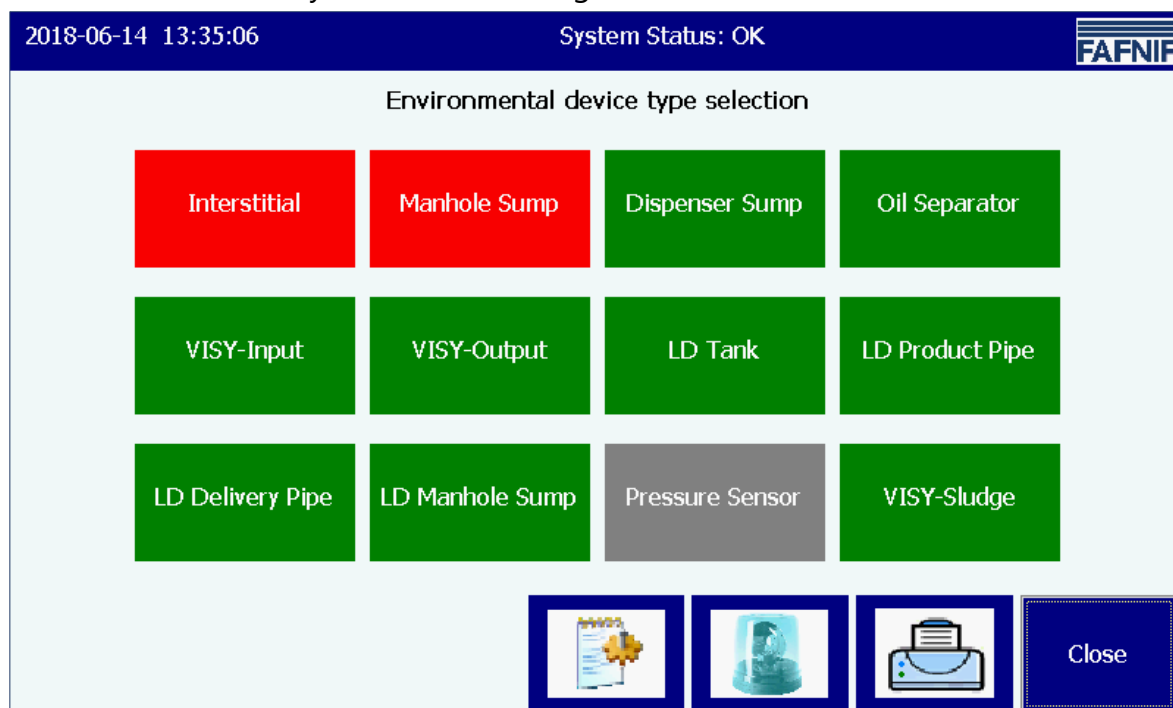 2018-06-14 13:35:06 System Status: OK FAFNIR
Environmental device type selection
Interstitial Manhole Sump Dispenser Sump Oil Separator
VISY-Input VISY-Output LD Tank LD Product Pipe
LD Delivery Pipe LD Manhole Sump Pressure Sensor VISY-Sludge
Close